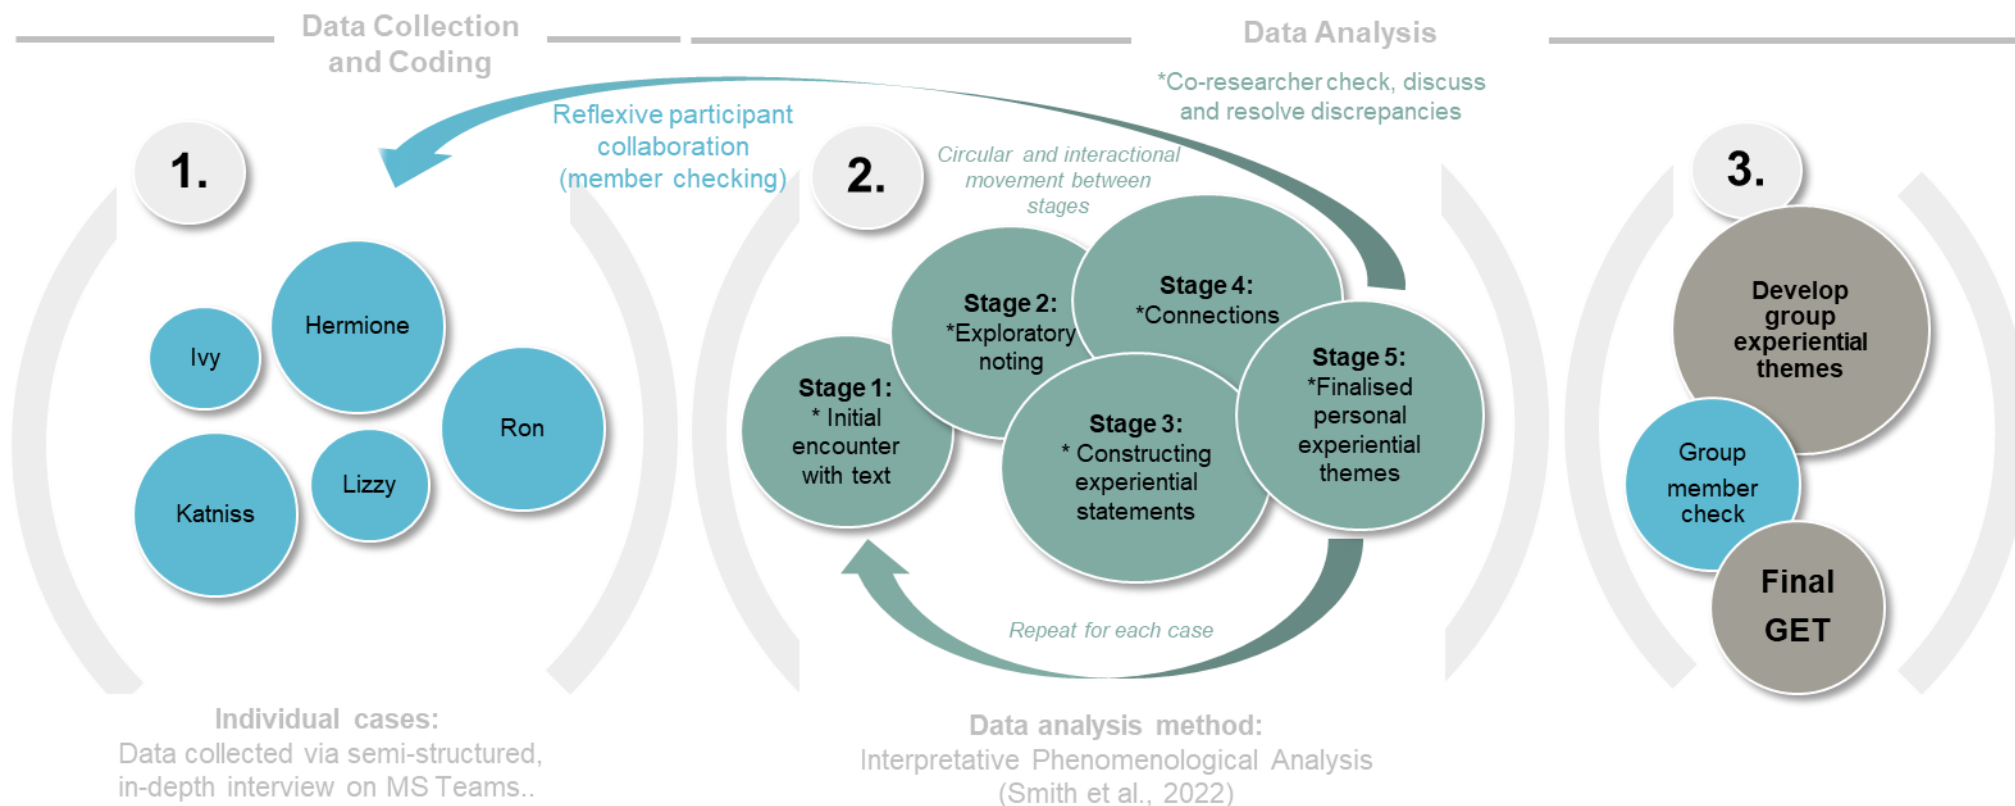 Data Collection
and Coding
Data Analysis
*Co-researcher check, discuss
and resolve discrepancies
Reflexive participant
collaboration
(member checking)
1.
Hermione
Ivy
Ron
Lizzy
Katniss
Individual cases:
Data collected via semi-structured,
in-depth interview on MS Teams..
2.
Circular and interactional
movement between
stages
Stage 1:
* Initial
encounter
with text
Stage 2:
*Exploratory
noting
Stage 3:
* Constructing
experiential
statements
Stage 4:
*Connections
Stage 5:
*Finalised
personal
experiential
themes
Repeat for each case
Data analysis method:
Interpretative Phenomenological Analysis
(Smith et al., 2022)
3.
Develop
group
experiential
themes
Group
member
check
Final
GET